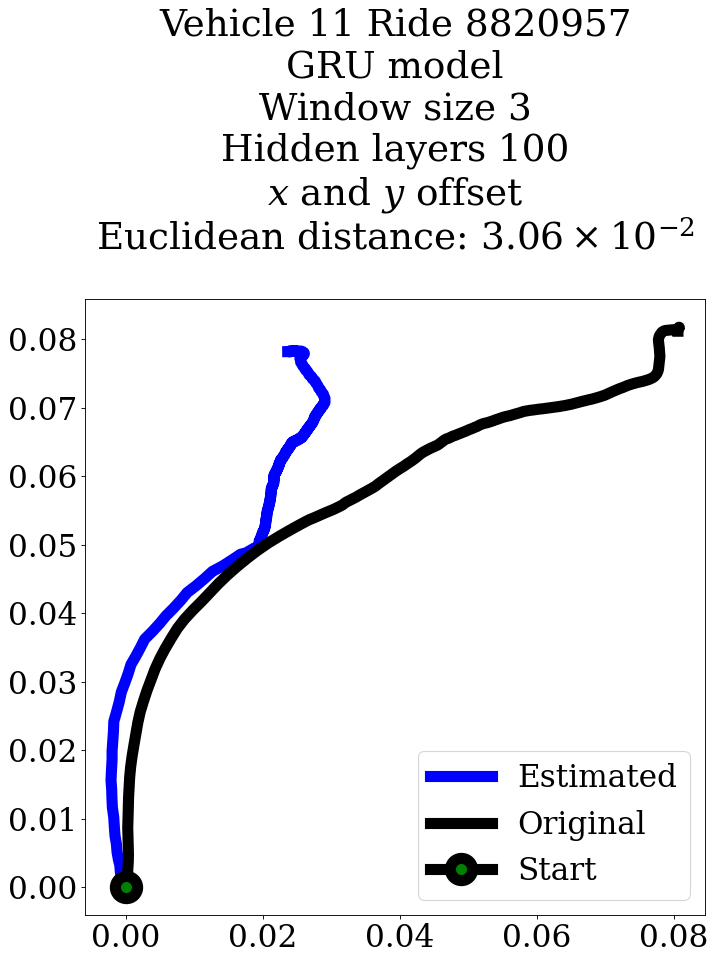 Vehicle 11 Ride 8820957
GRU model
Window size 3
Hidden layers 100
x and y offset
Euclidean distance: 3.06 × 10⁻²
0.08
0.07
0.06
0.05
0.04
0.03
0.02
0.01
0.00
Estimated
Original
Start
0.00 0.02 0.04 0.06 0.08